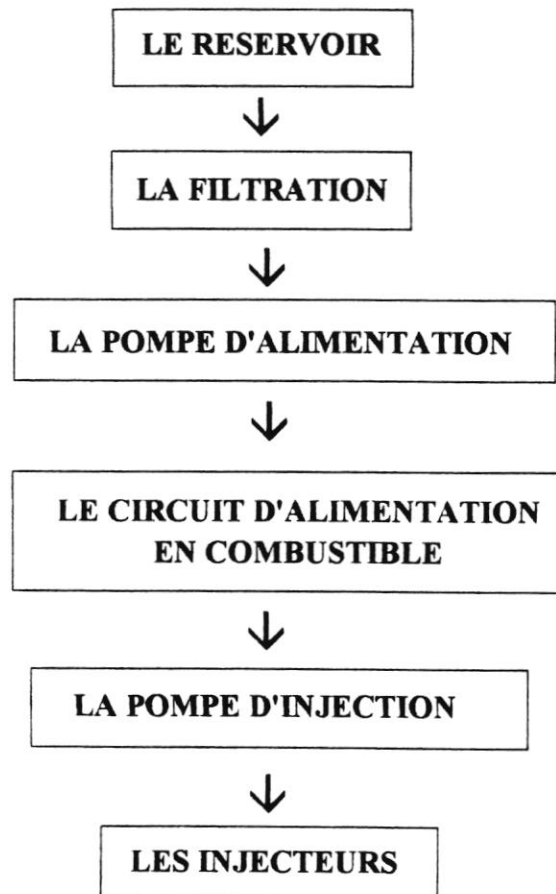 LE RESERVOIR
LA FILTRATION
LA POMPE D'ALIMENTATION
LE CIRCUIT D'ALIMENTATION
EN COMBUSTIBLE
LA POMPE D'INJECTION
LES INJECTEURS